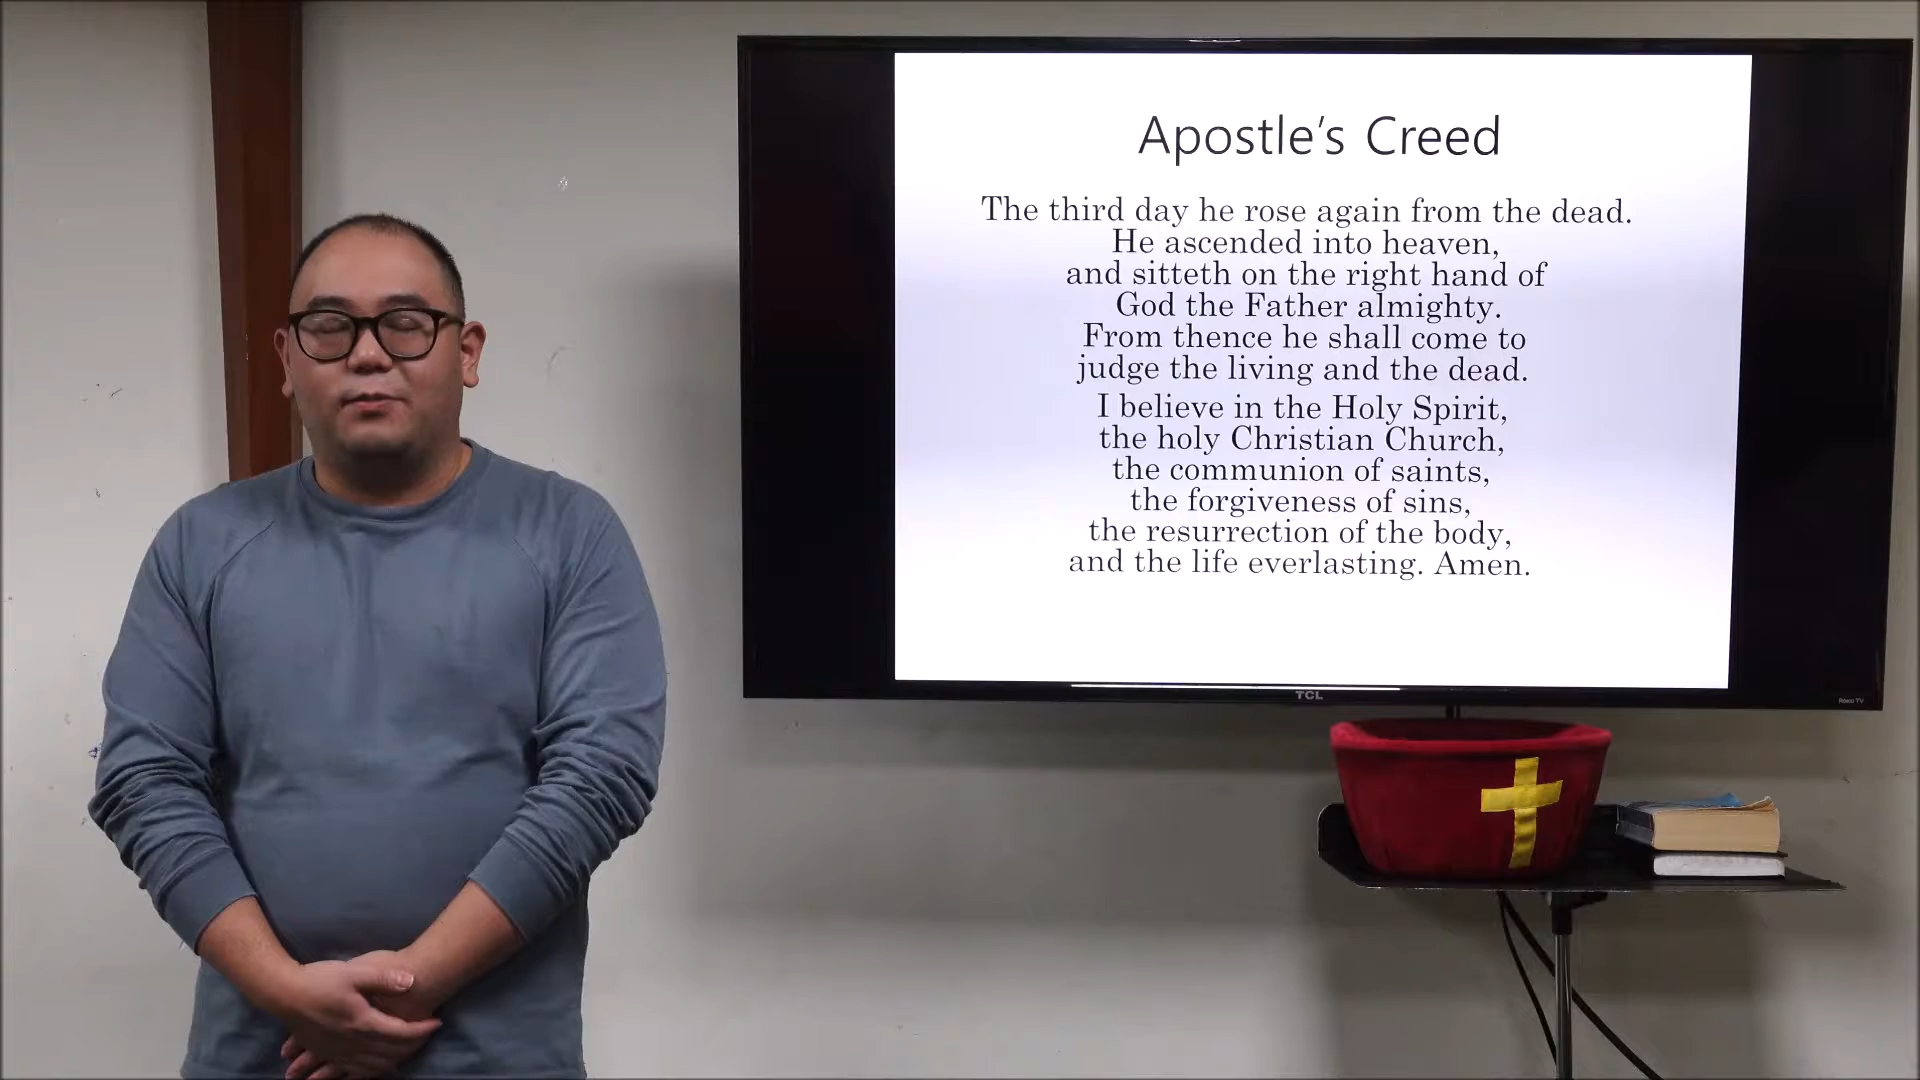 Apostle's Creed
The third day he rose again from the dead.
He ascended into heaven,
and sitteth on the right hand of
God the Father almighty.
From thence he shall come to
judge the living and the dead.
I believe in the Holy Spirit,
the holy Christian Church,
the communion of saints,
the forgiveness of sins,
the resurrection of the body,
and the life everlasting. Amen.
TCL
Roku TV